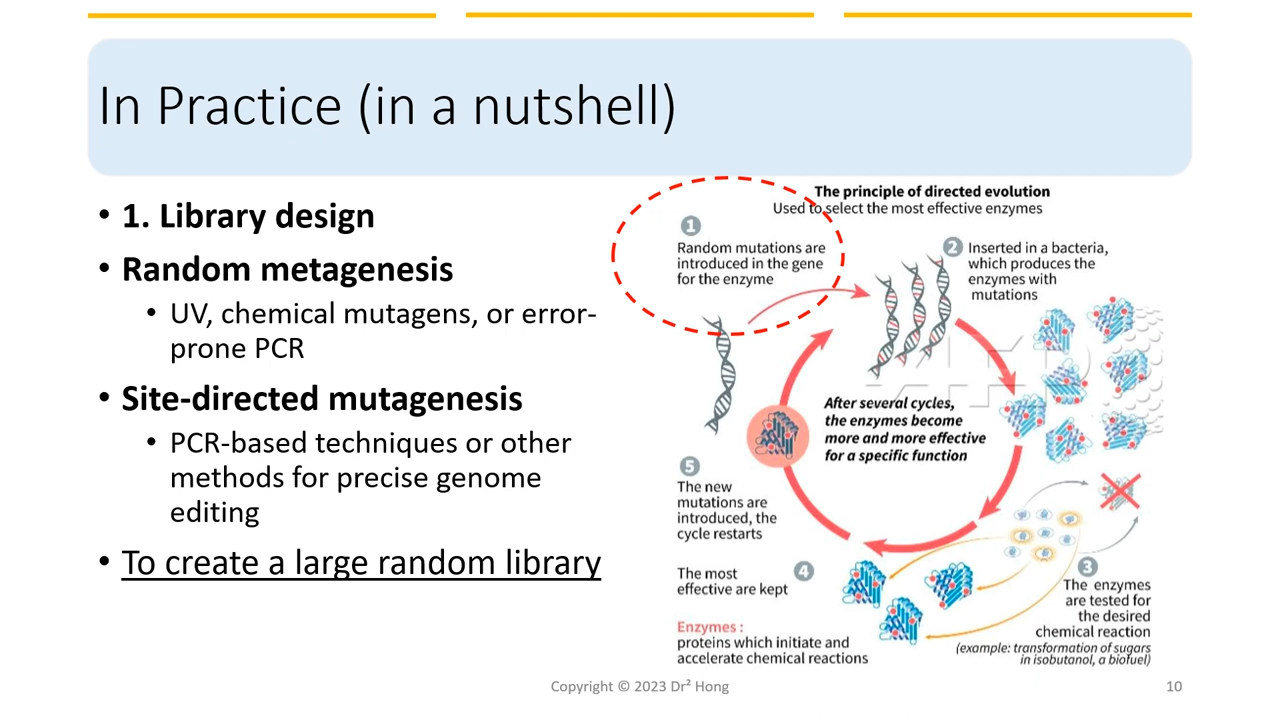 In Practice (in a nutshell)
• 1. Library design
• Random metagenesis
• UV, chemical mutagens, or error-
prone PCR
• Site-directed mutagenesis
• PCR-based techniques or other
methods for precise genome
editing
• To create a large random library
The principle of directed evolution
Used to select the most effective enzymes
1
Random mutations are
introduced in the gene
for the enzyme
2
Inserted in a bacteria,
which produces the
enzymes with
mutations
After several cycles,
the enzymes become
more and more effective
for a specific function
5
The new
mutations are
introduced, the
cycle restarts
4
The most
effective are kept
3
The enzymes
are tested for
the desired
chemical reaction
(example: transformation of sugars
in isobutanol, a biofuel)
Enzymes :
proteins which initiate and
accelerate chemical reactions
AFP
Copyright © 2023 Dr² Hong
10